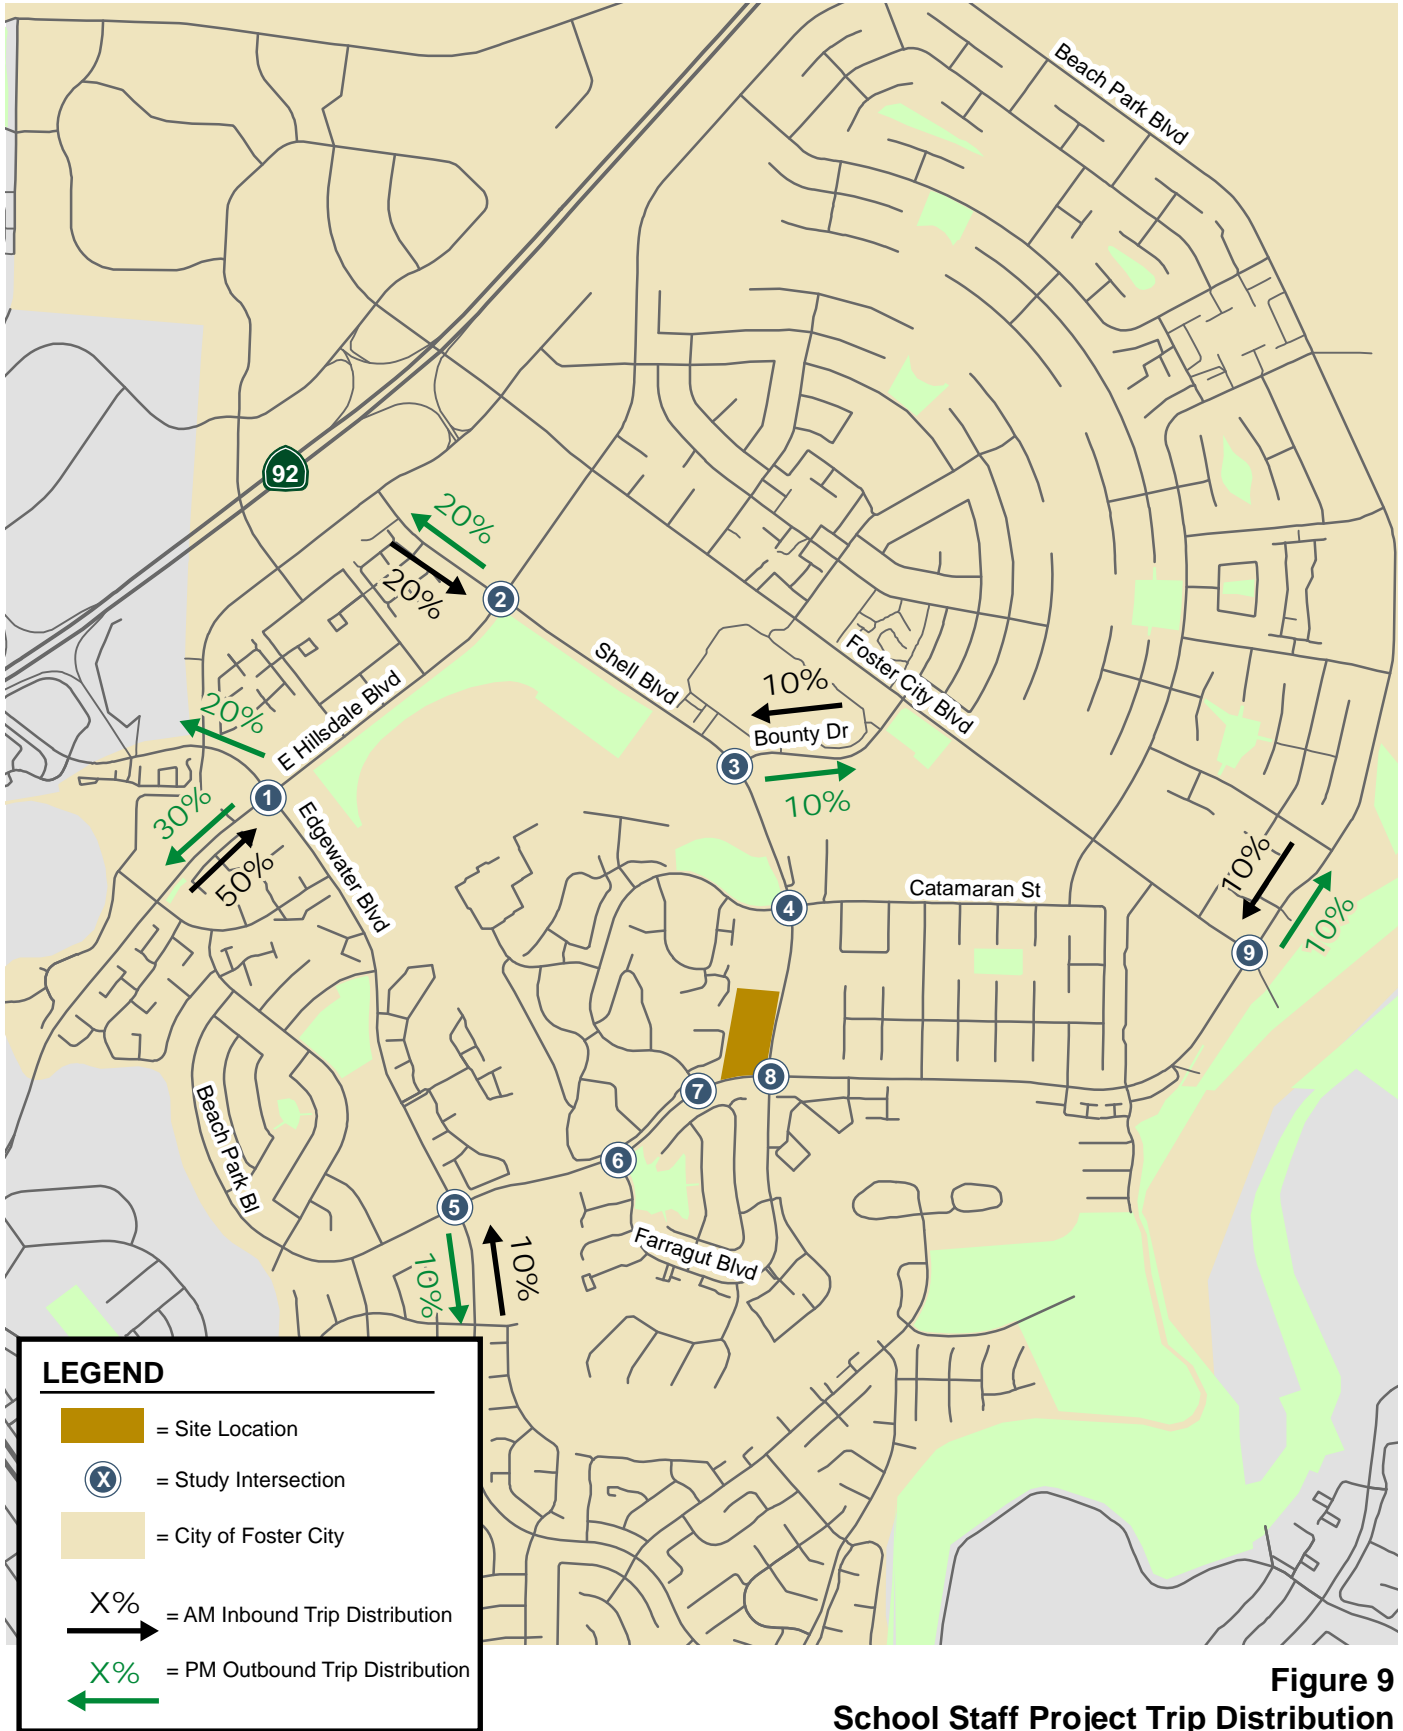 Beach Park Blvd
92
20%
20%
2
Shell Blvd
Foster City Blvd
10%
Bounty Dr
3
10%
20%
E Hillsdale Blvd
1
30%
50%
Edgewater Blvd
10%
10%
9
Catamaran St
4
8
7
6
5
Beach Park Bl
Farragut Blvd
10%
10%
LEGEND
= Site Location
X = Study Intersection
= City of Foster City
X%
= AM Inbound Trip Distribution
X%
= PM Outbound Trip Distribution
Figure 9
School Staff Project Trip Distribution